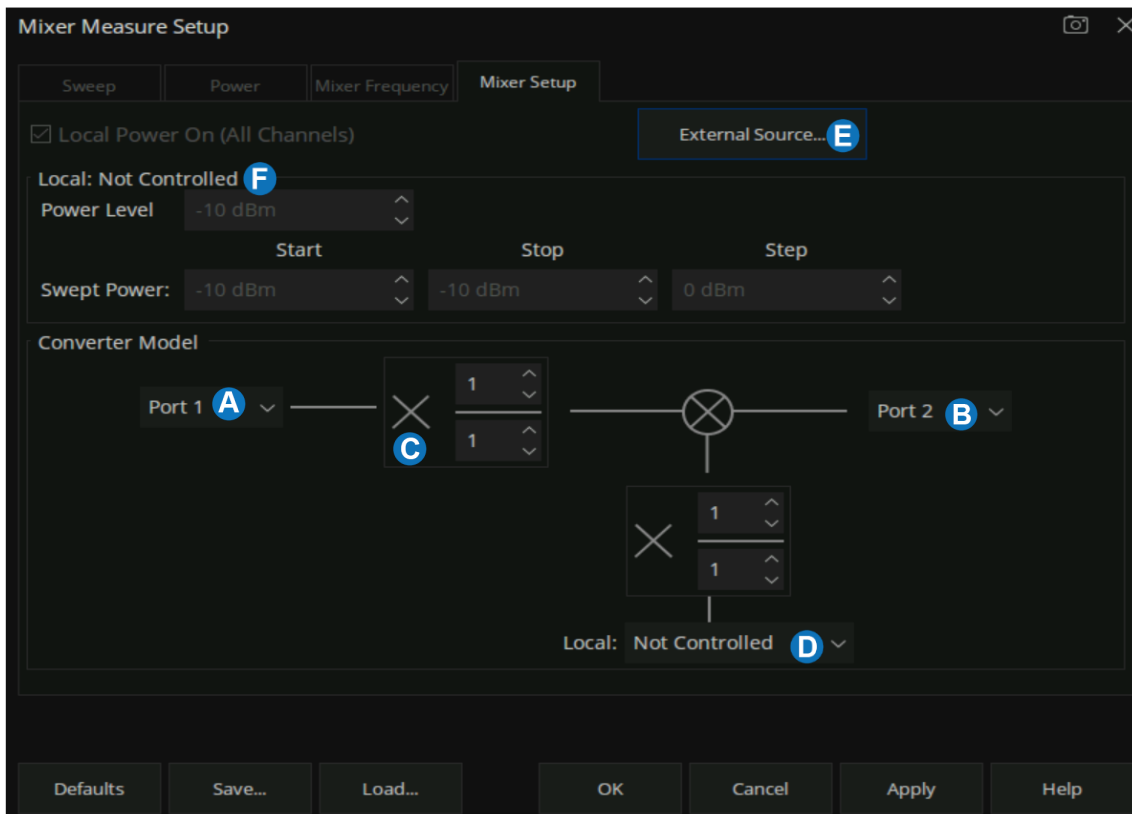 Mixer Measure Setup
Sweep Power Mixer Frequency Mixer Setup
Local Power On (All Channels) External Source... E
Local: Not Controlled F
Power Level -10 dBm
Start Stop Step
Swept Power: -10 dBm -10 dBm 0 dBm
Converter Model
Port 1 A C 1 1 Port 2 B
1
1
Local: Not Controlled D
Defaults Save... Load... OK Cancel Apply Help